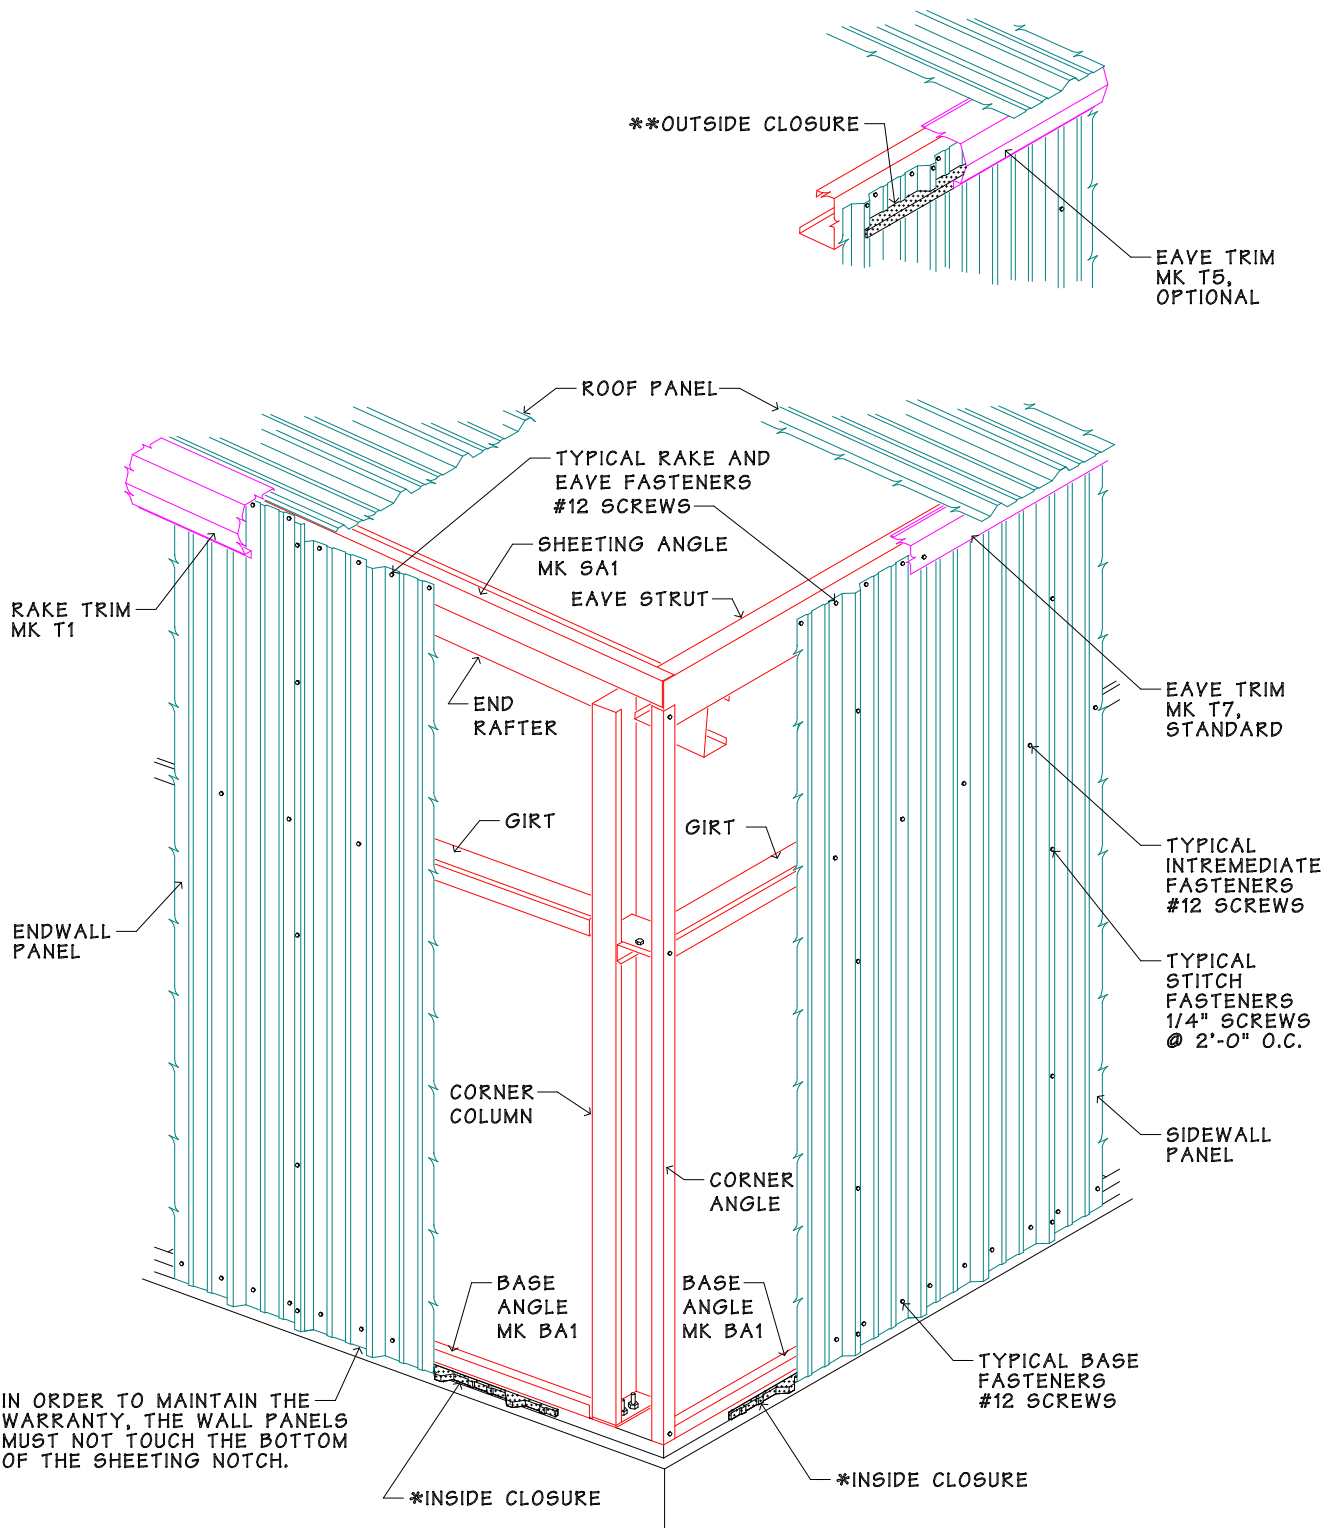 **OUTSIDE CLOSURE
EAVE TRIM
MK T5,
OPTIONAL
ROOF PANEL
TYPICAL RAKE AND
EAVE FASTENERS
#12 SCREWS
SHEETING ANGLE
MK SA1
EAVE STRUT
RAKE TRIM
MK T1
END
RAFTER
EAVE TRIM
MK T7,
STANDARD
GIRT
GIRT
TYPICAL
INTREMEDIATE
FASTENERS
#12 SCREWS
ENDWALL
PANEL
TYPICAL
STITCH
FASTENERS
1/4" SCREWS
@ 2'-0" O.C.
CORNER
COLUMN
SIDEWALL
PANEL
CORNER
ANGLE
BASE
ANGLE
MK BA1
BASE
ANGLE
MK BA1
TYPICAL BASE
FASTENERS
#12 SCREWS
IN ORDER TO MAINTAIN THE
WARRANTY, THE WALL PANELS
MUST NOT TOUCH THE BOTTOM
OF THE SHEETING NOTCH.
*INSIDE CLOSURE
*INSIDE CLOSURE